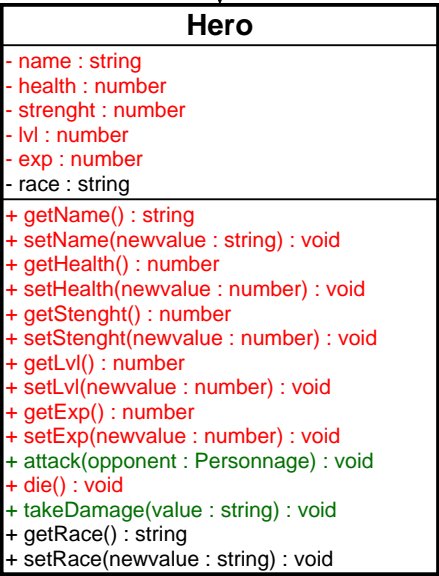 Hero
- name : string
- health : number
- strenght : number
- lvl : number
- exp : number
- race : string
+ getName() : string
+ setName(newvalue : string) : void
+ getHealth() : number
+ setHealth(newvalue : number) : void
+ getStenght() : number
+ setStenght(newvalue : number) : void
+ getLvl() : number
+ setLvl(newvalue : number) : void
+ getExp() : number
+ setExp(newvalue : number) : void
+ attack(opponent : Personnage) : void
+ die() : void
+ takeDamage(value : string) : void
+ getRace() : string
+ setRace(newvalue : string) : void